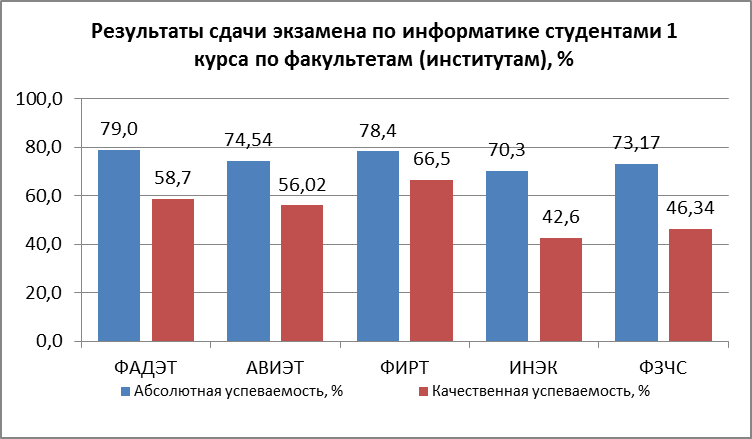 Результаты сдачи экзамена по информатике студентами 1
курса по факультетам (институтам), %
100,0
80,0
60,0
40,0
20,0
0,0
79,0
58,7
74,54
56,02
78,4
66,5
70,3
42,6
73,17
46,34
ФАДЭТ
АВИЭТ
ФИРТ
ИНЭК
ФЗЧС
Абсолютная успеваемость, %
Качественная успеваемость, %